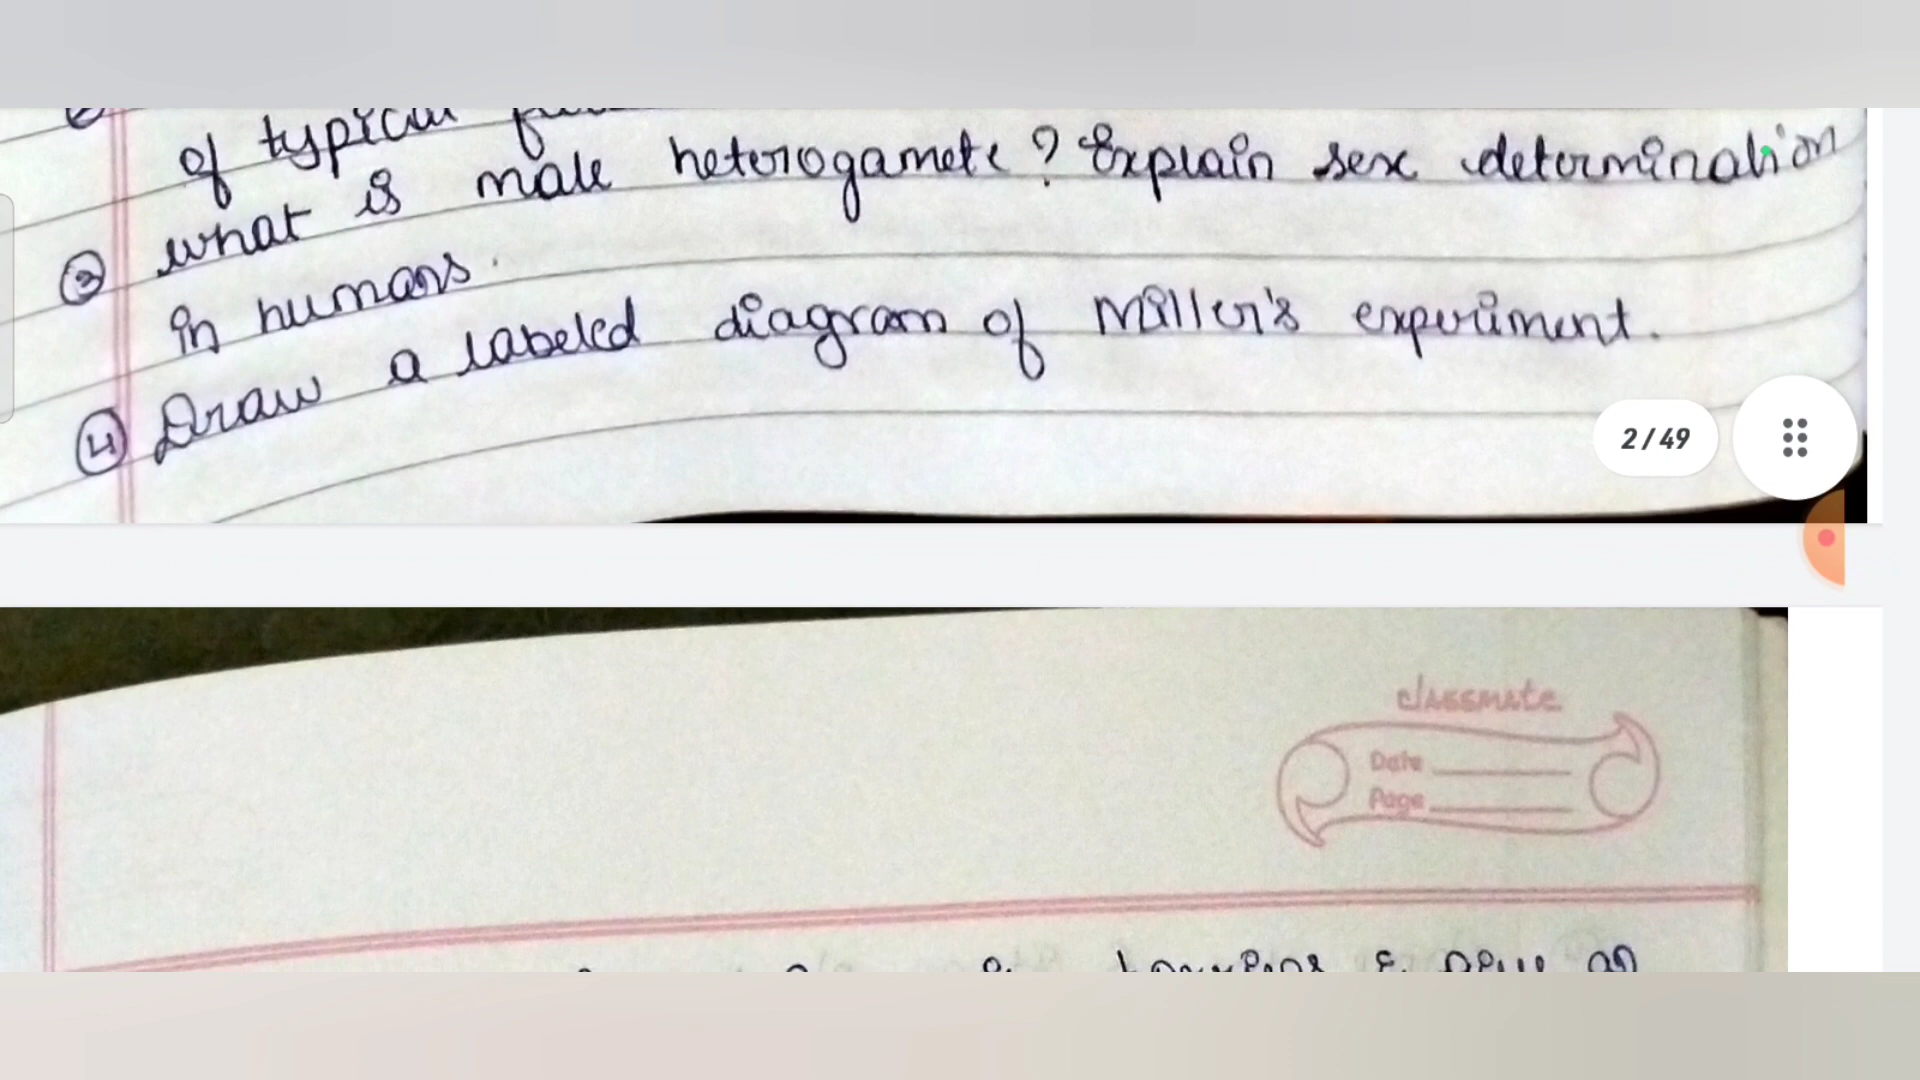 of typical
③ what is male heterogamete? Explain sex determination
in humans.
④ Draw a labeled diagram of Miller's experiment.
2/49
classmate
Date
Page